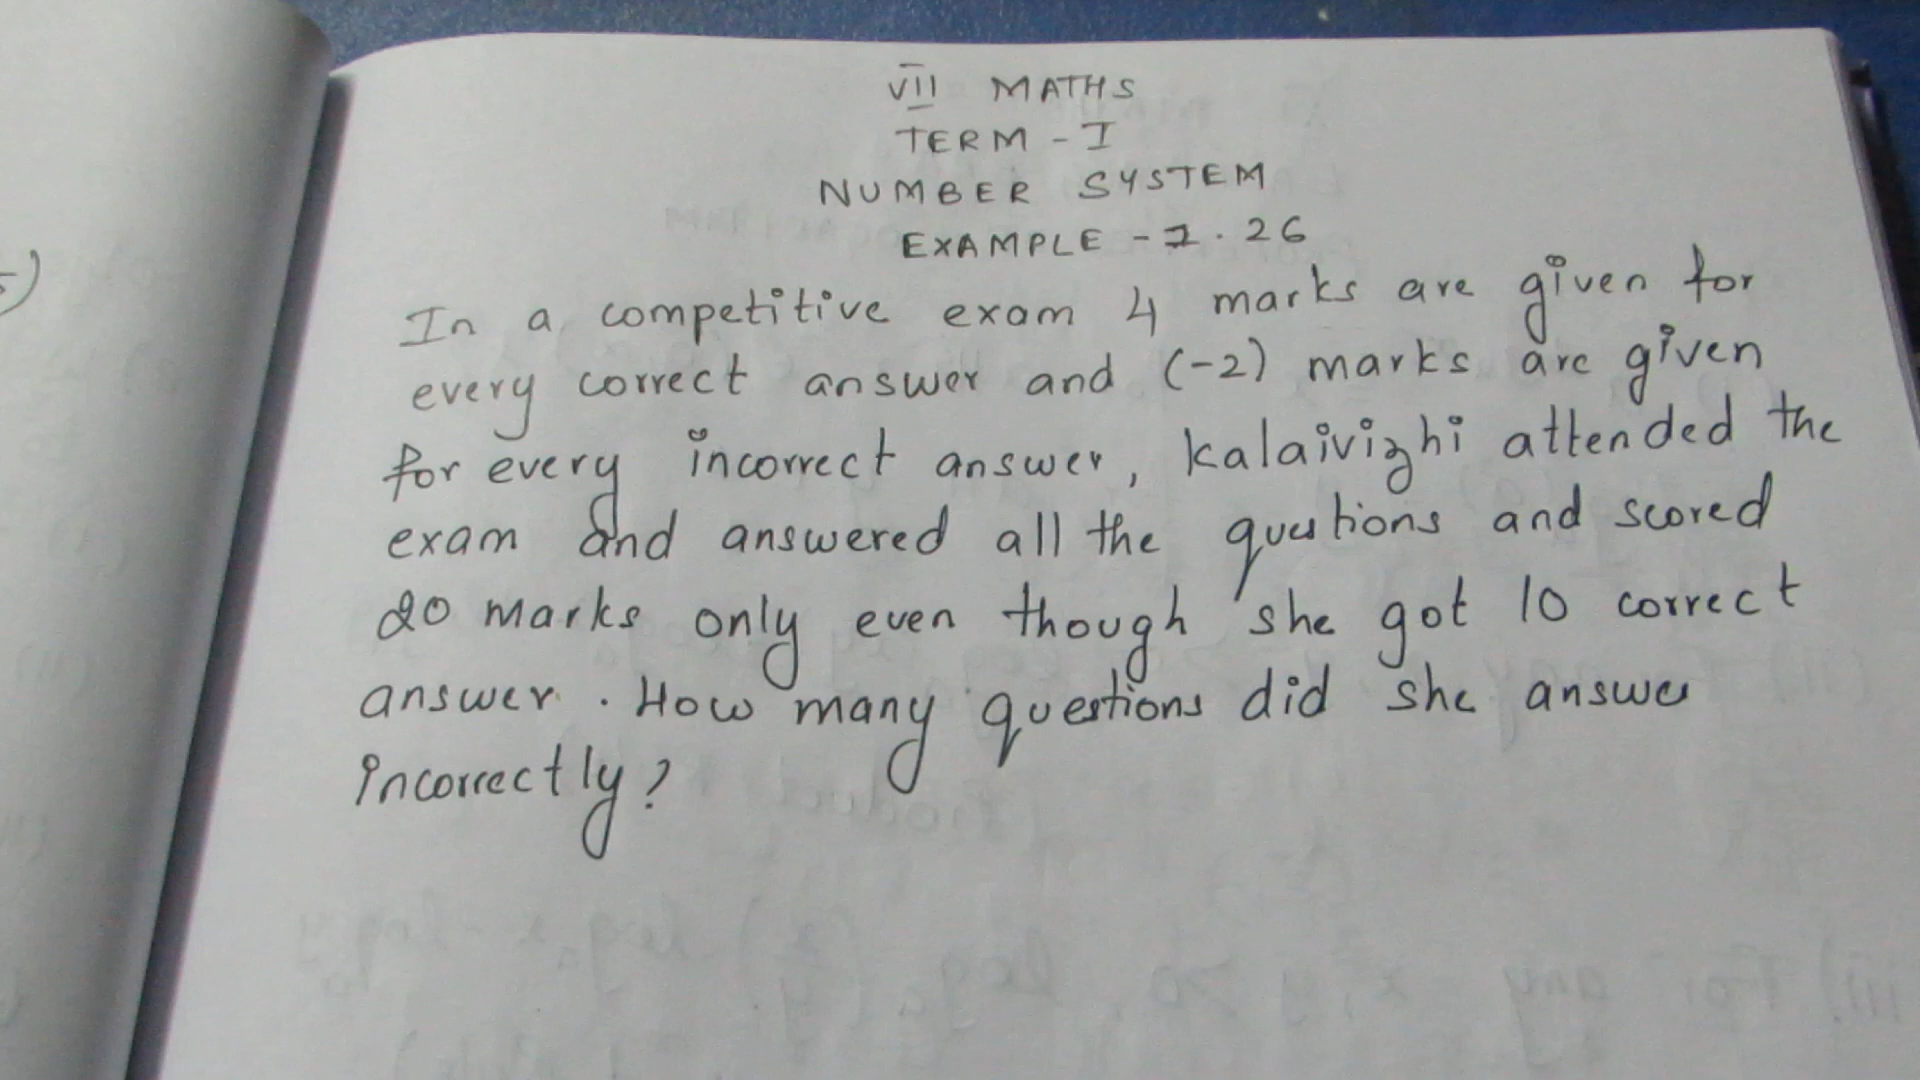 VII MATHS
TERM - I
NUMBER SYSTEM
EXAMPLE - 1.26
In a competitive exam 4 marks are given for
every correct answer and (-2) marks are given
for every incorrect answer, kalaivizhi attended the
exam and answered all the questions and scored
20 marks only even though she got 10 correct
answer. How many questions did she answer
incorrectly?